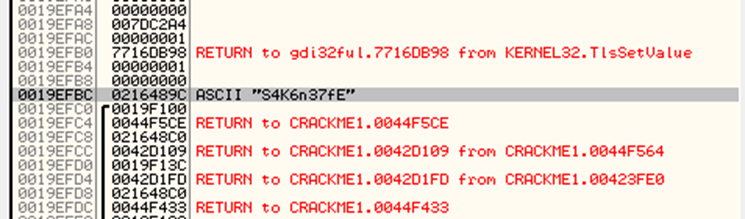 0019EFA4 00000000
0019EFA8 007DC2A4
0019EFAC 00000001
0019EFB0 7716DB98 RETURN to gdi32ful.7716DB98 from KERNEL32.TlsSetValue
0019EFB4 00000001
0019EFB8 00000000
0019EFBC 0216489C ASCII "S4K6n37fE"
0019EFC0 0019F100
0019EFC4 0044F5CE RETURN to CRACKME1.0044F5CE
0019EFC8 021648C0
0019EFCC 0042D109 RETURN to CRACKME1.0042D109 from CRACKME1.0044F564
0019EFD0 0019F13C
0019EFD4 0042D1FD RETURN to CRACKME1.0042D1FD from CRACKME1.00423FE0
0019EFD8 021648C0
0019EFDC 0044F433 RETURN to CRACKME1.0044F433